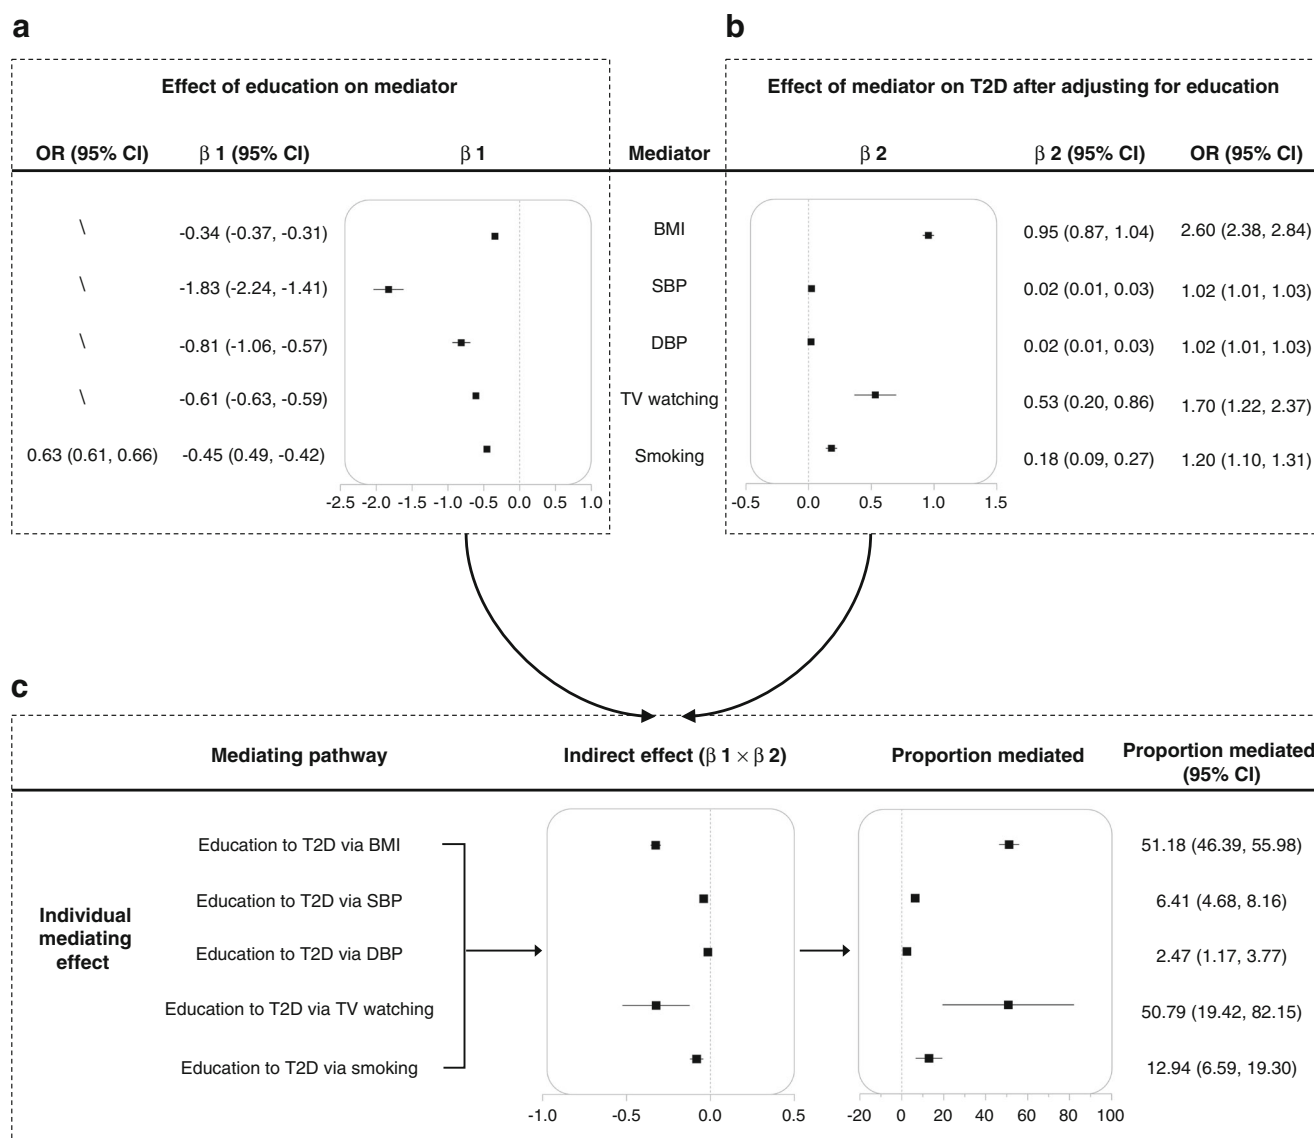 a
Effect of education on mediator
OR (95% CI) β 1 (95% CI) β 1
\ -0.34 (-0.37, -0.31)
\ -1.83 (-2.24, -1.41)
\ -0.81 (-1.06, -0.57)
\ -0.61 (-0.63, -0.59)
0.63 (0.61, 0.66) -0.45 (0.49, -0.42)
-2.5 -2.0 -1.5 -1.0 -0.5 0.0 0.5 1.0
Mediator
BMI
SBP
DBP
TV watching
Smoking
b
Effect of mediator on T2D after adjusting for education
β 2 β 2 (95% CI) OR (95% CI)
0.95 (0.87, 1.04) 2.60 (2.38, 2.84)
0.02 (0.01, 0.03) 1.02 (1.01, 1.03)
0.02 (0.01, 0.03) 1.02 (1.01, 1.03)
0.53 (0.20, 0.86) 1.70 (1.22, 2.37)
0.18 (0.09, 0.27) 1.20 (1.10, 1.31)
-0.5 0.0 0.5 1.0 1.5
c
Mediating pathway Indirect effect (β 1 × β 2) Proportion mediated Proportion mediated
(95% CI)
Individual
mediating
effect
Education to T2D via BMI 51.18 (46.39, 55.98)
Education to T2D via SBP 6.41 (4.68, 8.16)
Education to T2D via DBP 2.47 (1.17, 3.77)
Education to T2D via TV watching 50.79 (19.42, 82.15)
Education to T2D via smoking 12.94 (6.59, 19.30)
-1.0 -0.5 0.0 0.5
-20 0 20 40 60 80 100